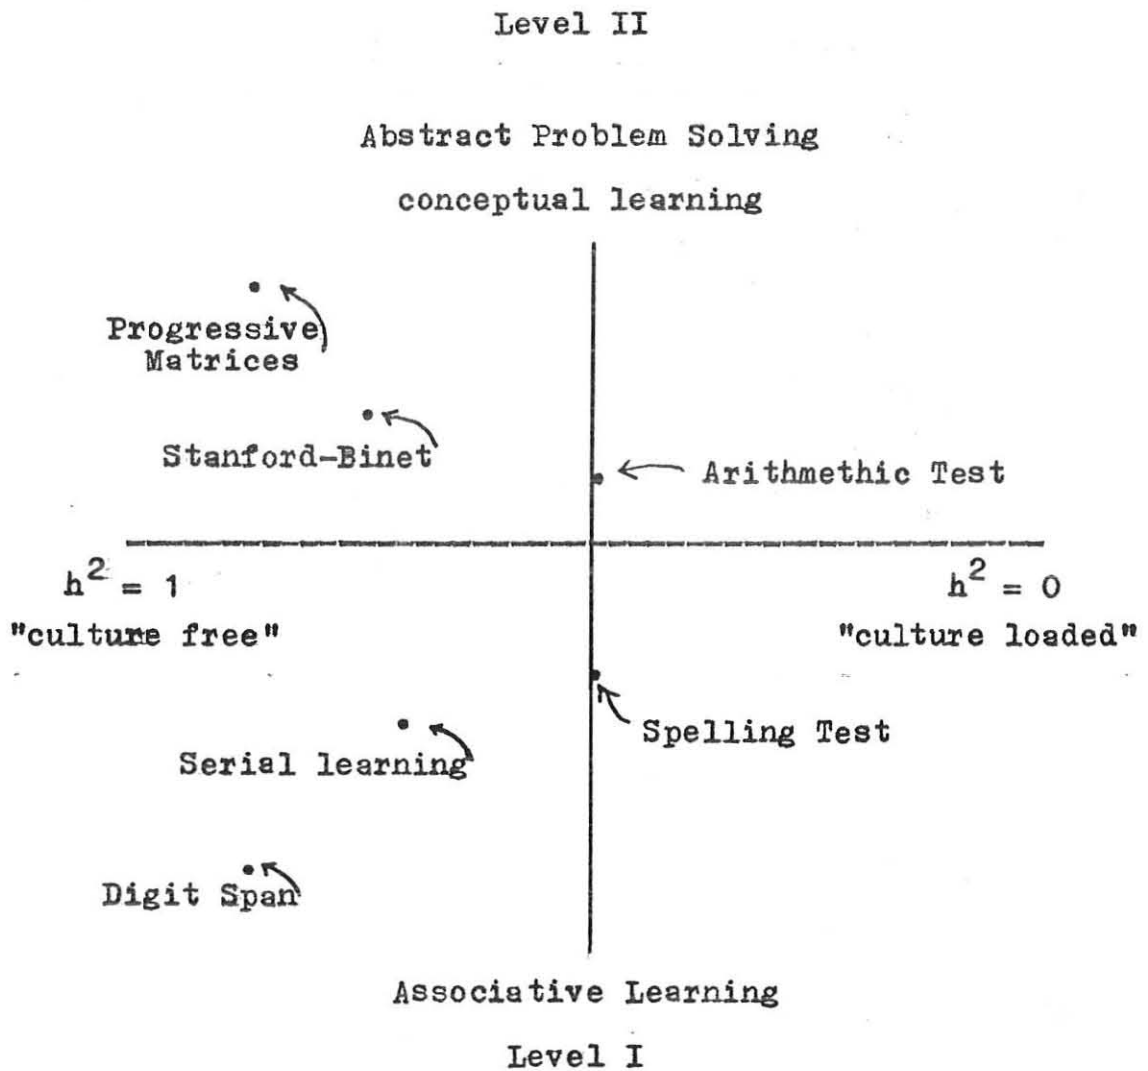 Level II
Abstract Problem Solving
conceptual learning
Progressive
Matrices
Stanford-Binet
Arithmethic Test
h² = 1
h² = 0
"culture free"
"culture loaded"
Spelling Test
Serial learning
Digit Span
Associative Learning
Level I